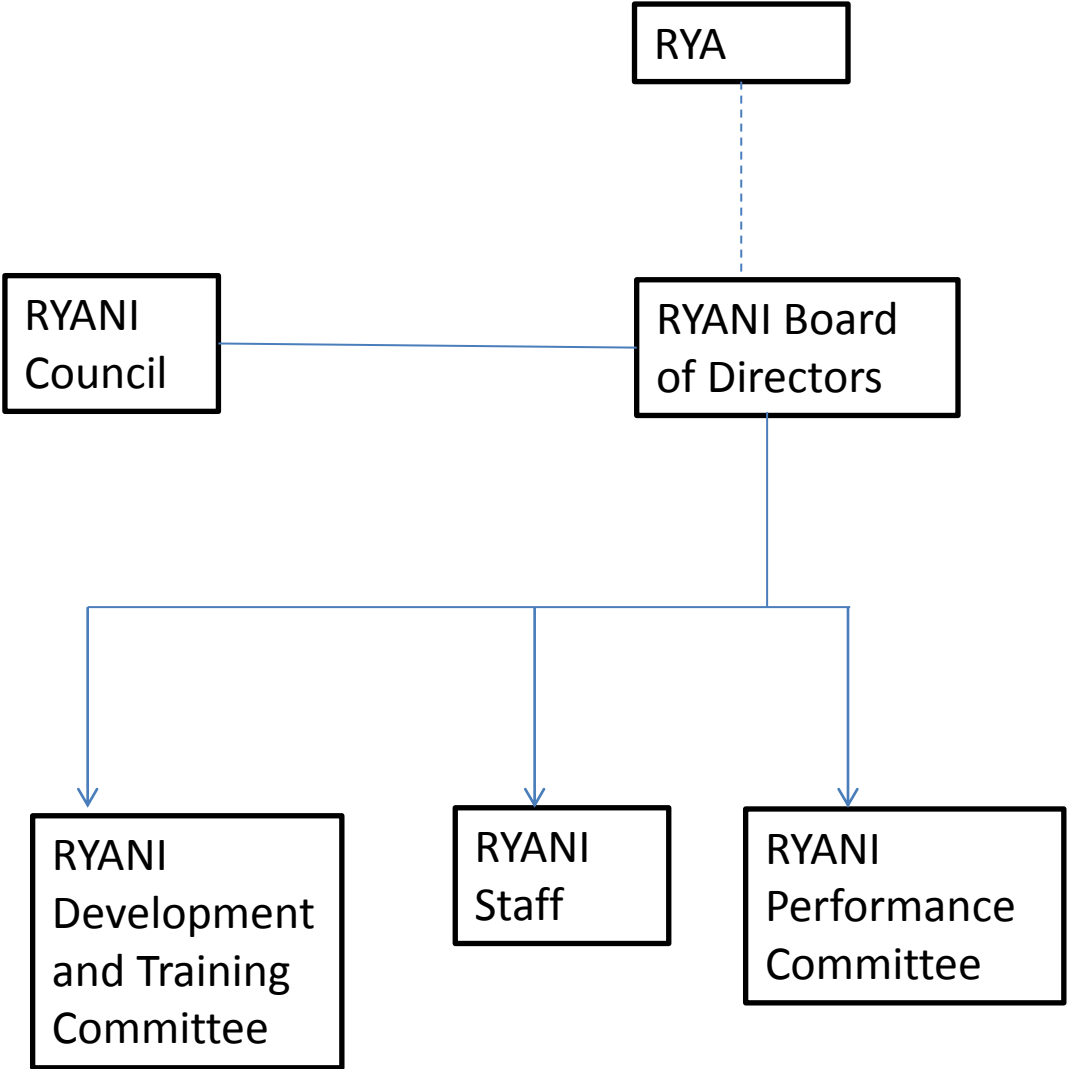 RYA
RYANI
Council
RYANI Board
of Directors
RYANI
Development
and Training
Committee
RYANI
Staff
RYANI
Performance
Committee